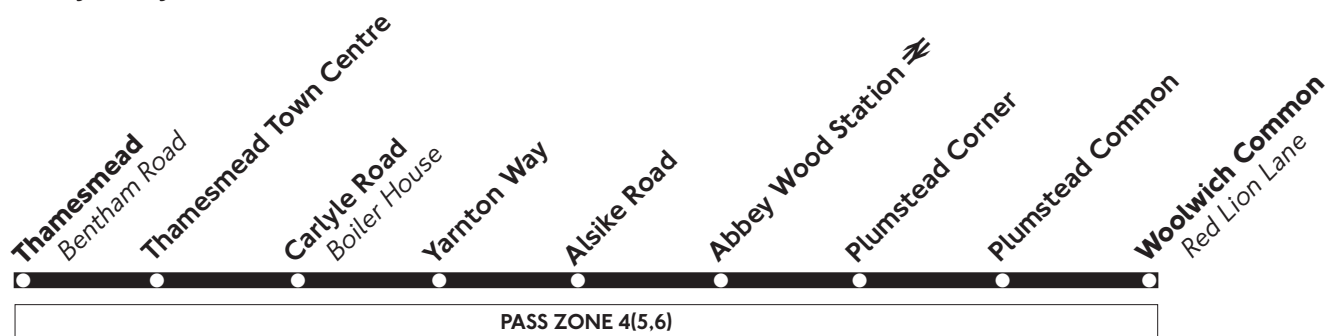 Thamesmead
Bentham Road
Thamesmead Town Centre
Carlyle Road
Boiler House
Yarnton Way
Alsike Road
Abbey Wood Station
Plumstead Corner
Plumstead Common
Woolwich Common
Red Lion Lane
PASS ZONE 4(5,6)